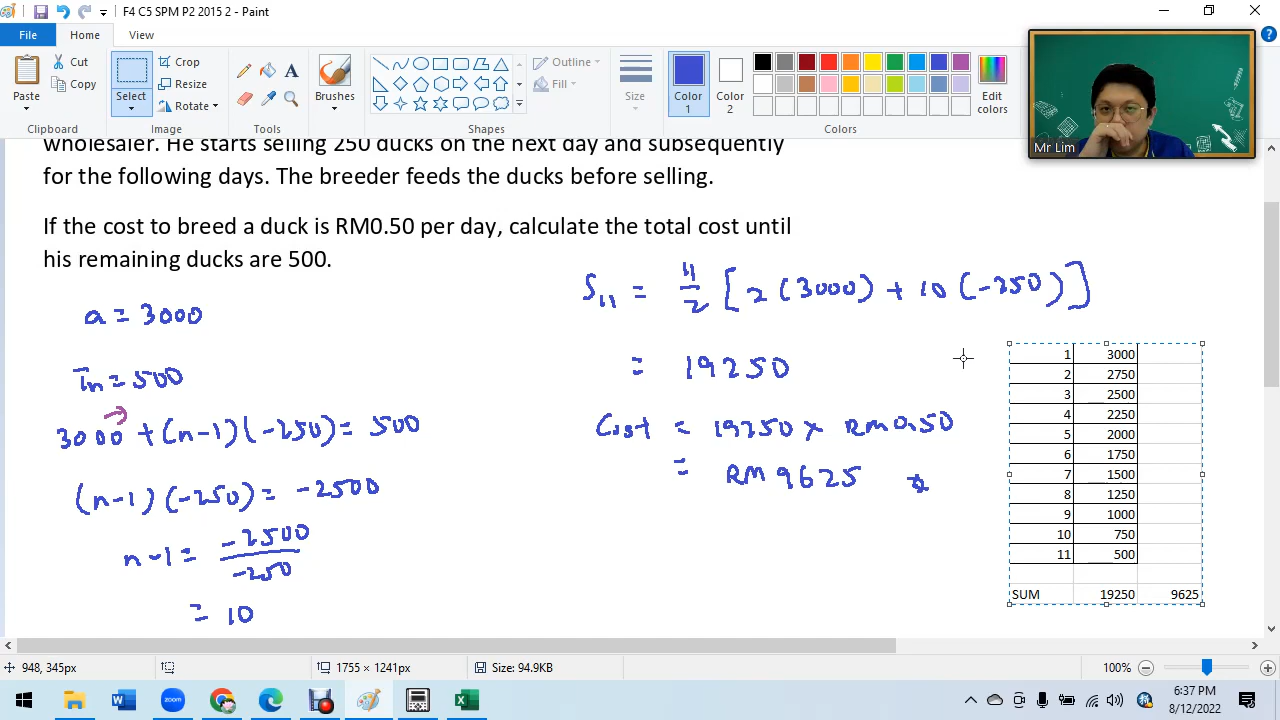 F4 C5 SPM P2 2015 2 - Paint
File Home View
Paste Cut Copy Select Crop Resize Rotate Brushes Outline Fill Size Color 1 Color 2 Edit colors
Clipboard Image Tools Shapes Colors
Mr Lim
wholesaler. He starts selling 250 ducks on the next day and subsequently
for the following days. The breeder feeds the ducks before selling.
If the cost to breed a duck is RM0.50 per day, calculate the total cost until
his remaining ducks are 500.
a = 3000
Tn = 500
3000 + (n-1)(-250) = 500
(n-1)(-250) = -2500
n-1 = -2500/-250
= 10
S11 = 11/2 [2(3000) + 10(-250)]
= 19250
Cost = 19250 x RM0.50
= RM9625
1 3000
2 2750
3 2500
4 2250
5 2000
6 1750
7 1500
8 1250
9 1000
10 750
11 500
SUM 19250 9625
948, 345px 1755 × 1241px Size: 94.9KB 100%
zoom
6:37 PM
8/12/2022